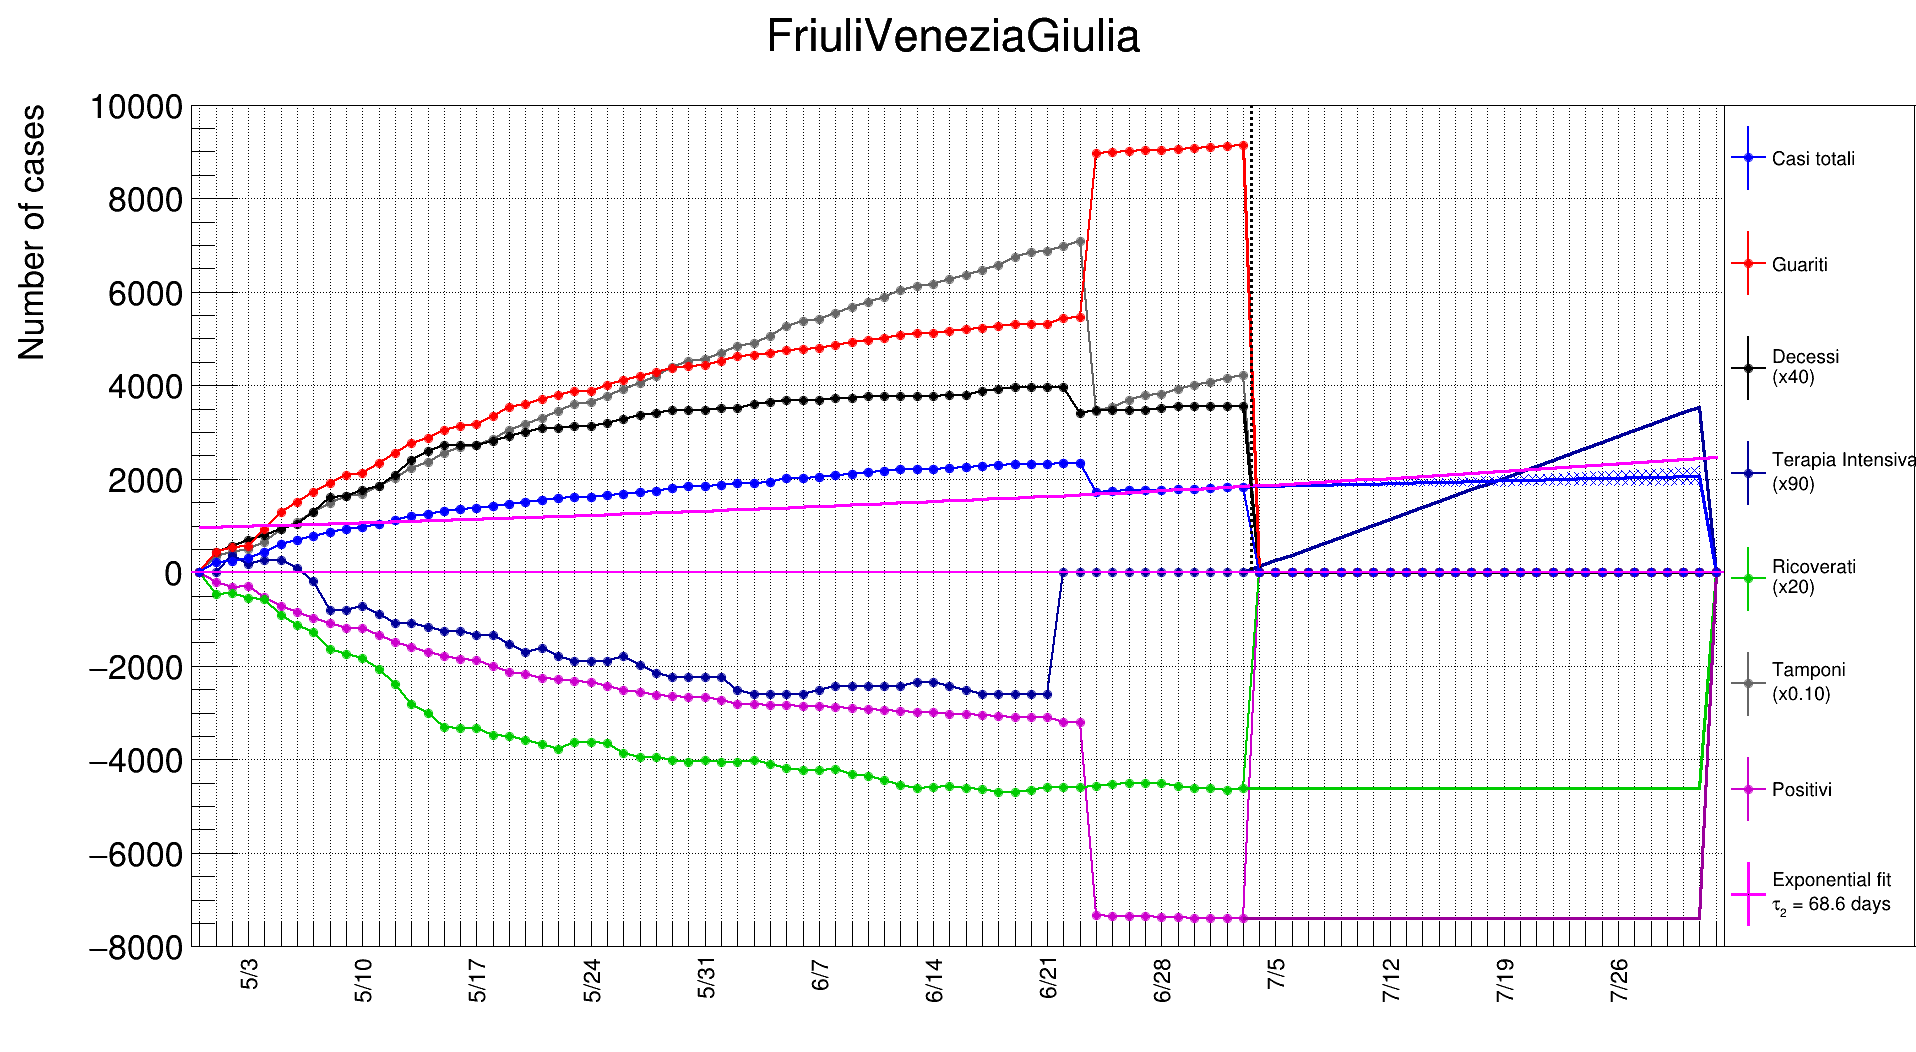 FriuliVeneziaGiulia
Number of cases
10000
8000
6000
4000
2000
0
−2000
−4000
−6000
−8000
5/3
5/10
5/17
5/24
5/31
6/7
6/14
6/21
6/28
7/5
7/12
7/19
7/26
Casi totali
Guariti
Decessi
(x40)
Terapia Intensiva
(x90)
Ricoverati
(x20)
Tamponi
(x0.10)
Positivi
Exponential fit
τ₂ = 68.6 days